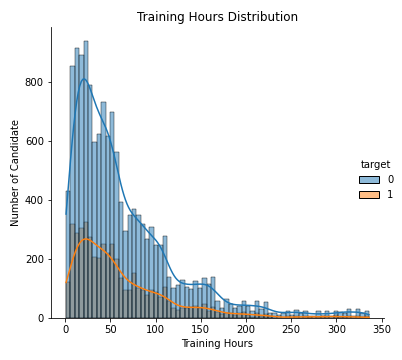 Training Hours Distribution
Number of Candidate
800
600
400
200
0
0 50 100 150 200 250 300 350
Training Hours
target
0
1